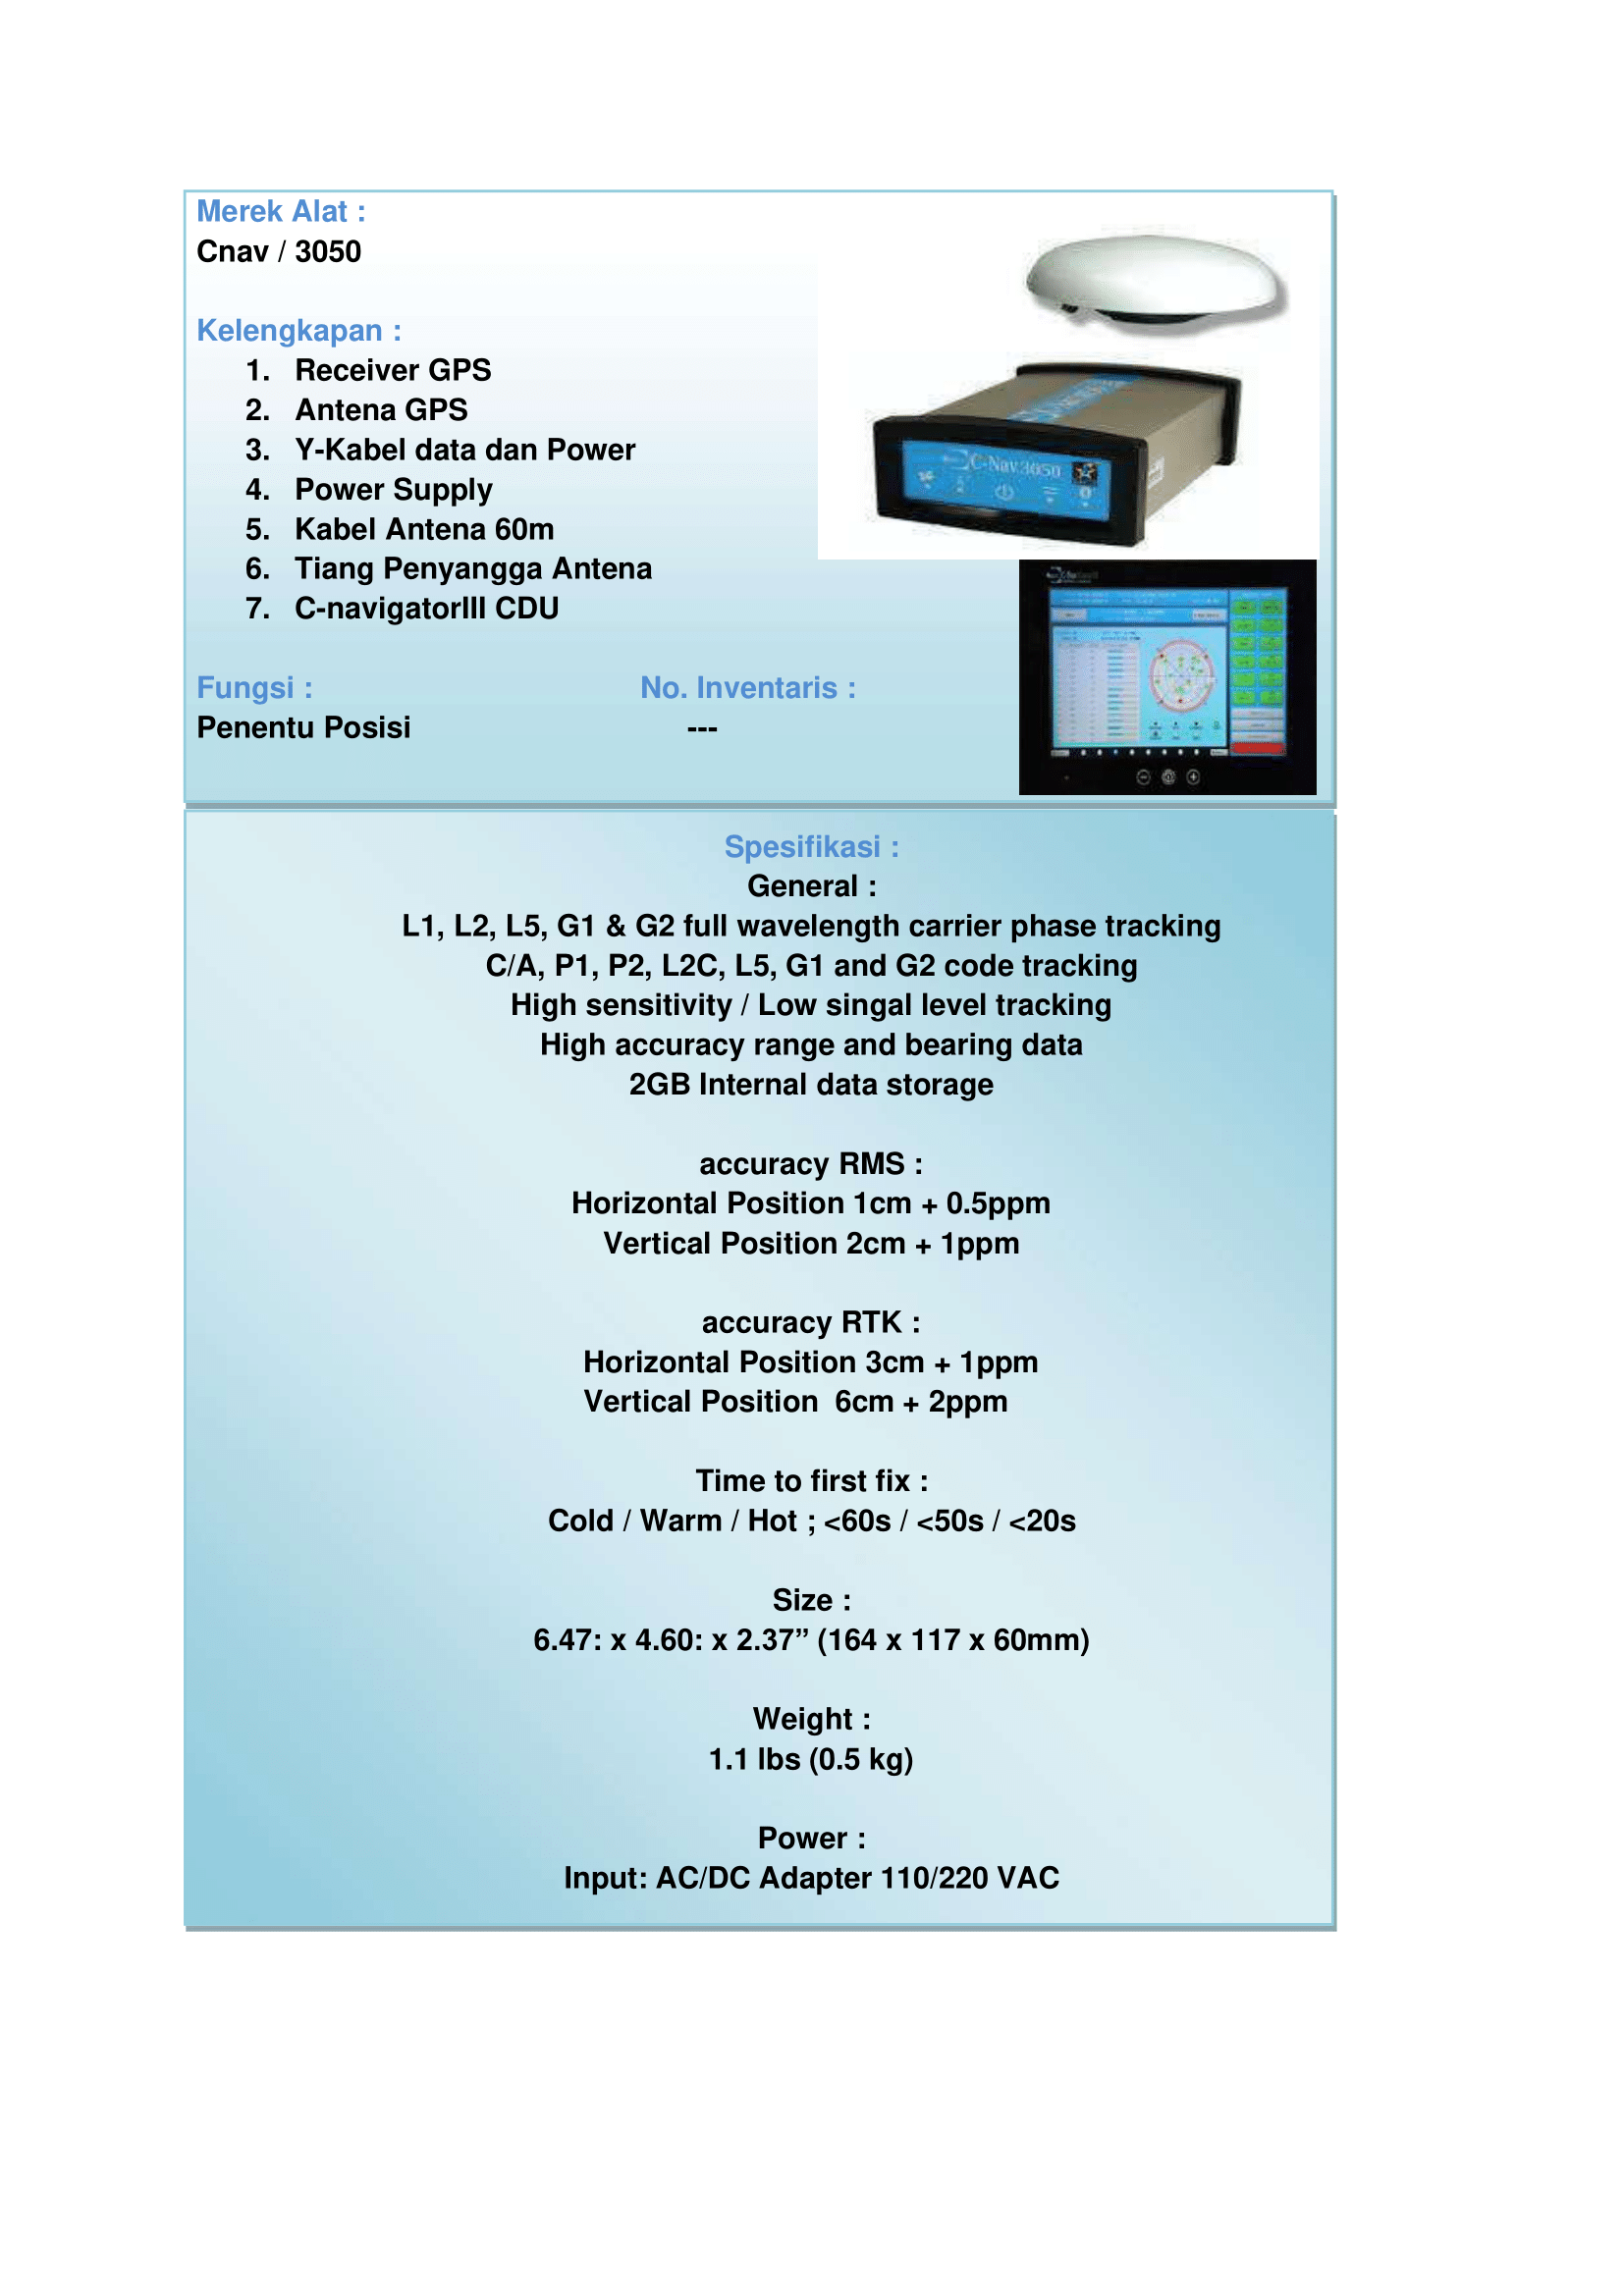 Merek Alat :
Cnav / 3050
Kelengkapan :
1. Receiver GPS
2. Antena GPS
3. Y-Kabel data dan Power
4. Power Supply
5. Kabel Antena 60m
6. Tiang Penyangga Antena
7. C-navigatorIII CDU
Fungsi : No. Inventaris :
Penentu Posisi ---
C-Nav3050
Spesifikasi :
General :
L1, L2, L5, G1 & G2 full wavelength carrier phase tracking
C/A, P1, P2, L2C, L5, G1 and G2 code tracking
High sensitivity / Low singal level tracking
High accuracy range and bearing data
2GB Internal data storage
accuracy RMS :
Horizontal Position 1cm + 0.5ppm
Vertical Position 2cm + 1ppm
accuracy RTK :
Horizontal Position 3cm + 1ppm
Vertical Position  6cm + 2ppm
Time to first fix :
Cold / Warm / Hot ; <60s / <50s / <20s
Size :
6.47: x 4.60: x 2.37” (164 x 117 x 60mm)
Weight :
1.1 lbs (0.5 kg)
Power :
Input: AC/DC Adapter 110/220 VAC